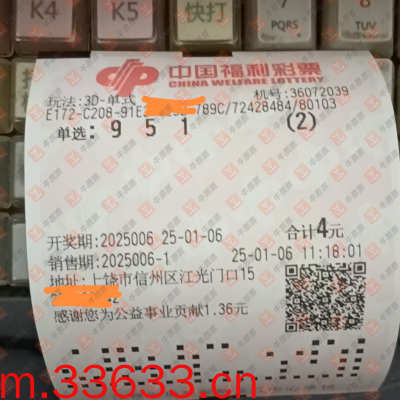 K4 K5 快打 7 PQRS 8 TUV
中国福利彩票
CHINA WELFARE LOTTERY
玩法:3D-单式 机号:36072039
E172-C208-91E 789C/72428484/80103
单选: 9 5 1 (2)
开奖期:2025006 25-01-06 合计4元
销售期:2025006-1 25-01-06 11:18:01
地址:上饶市信州区江光门口15
感谢您为公益事业贡献1.36元
m.33633.cn